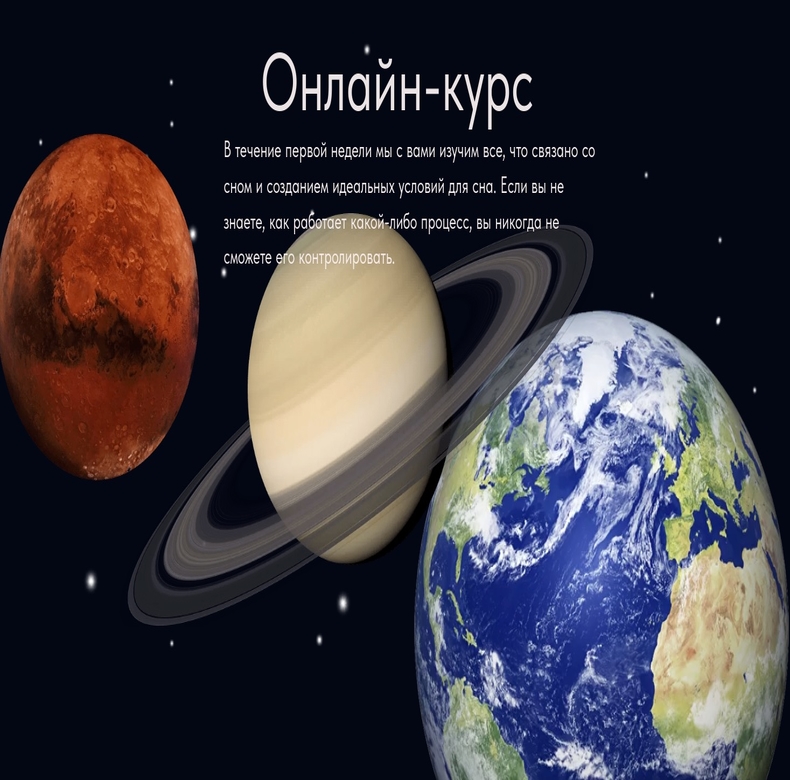 Онлайн-курс
В течение первой недели мы с вами изучим все, что связано со
сном и созданием идеальных условий для сна. Если вы не
знаете, как работает какой-либо процесс, вы никогда не
сможете его контролировать.